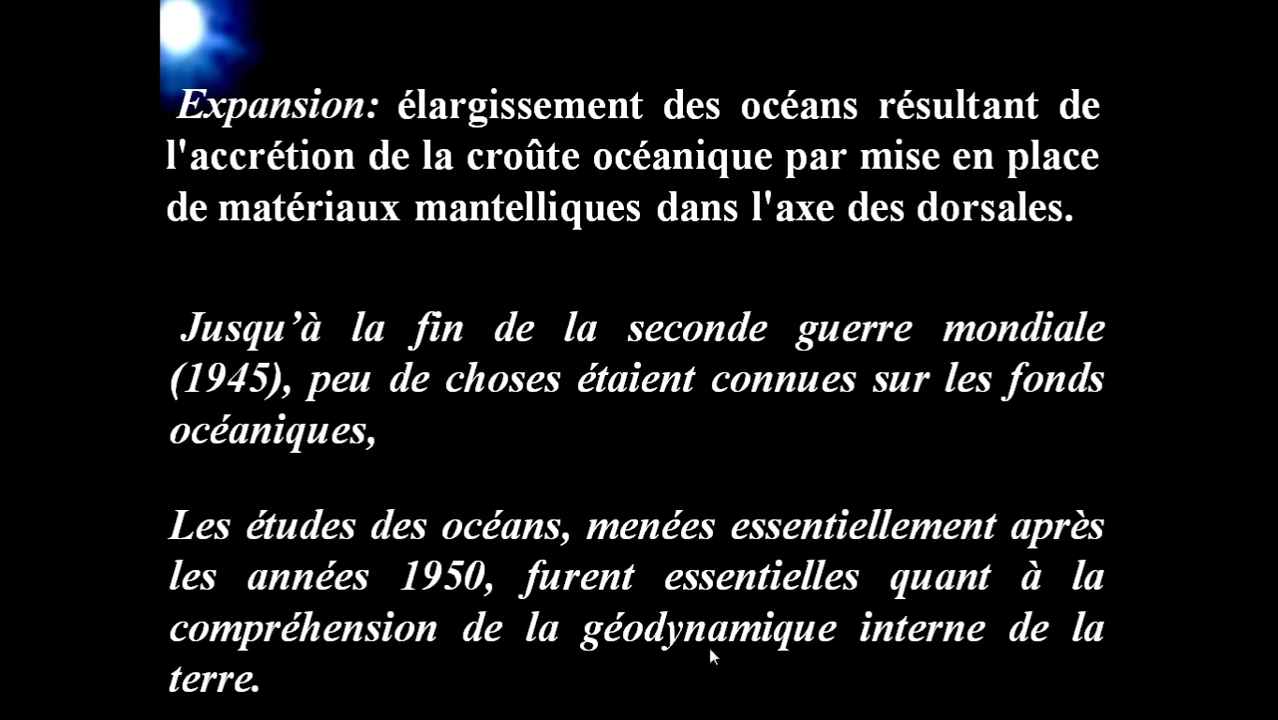 Expansion: élargissement des océans résultant de
l'accrétion de la croûte océanique par mise en place
de matériaux mantelliques dans l'axe des dorsales.
Jusqu’à la fin de la seconde guerre mondiale
(1945), peu de choses étaient connues sur les fonds
océaniques,
Les études des océans, menées essentiellement après
les années 1950, furent essentielles quant à la
compréhension de la géodynamique interne de la
terre.